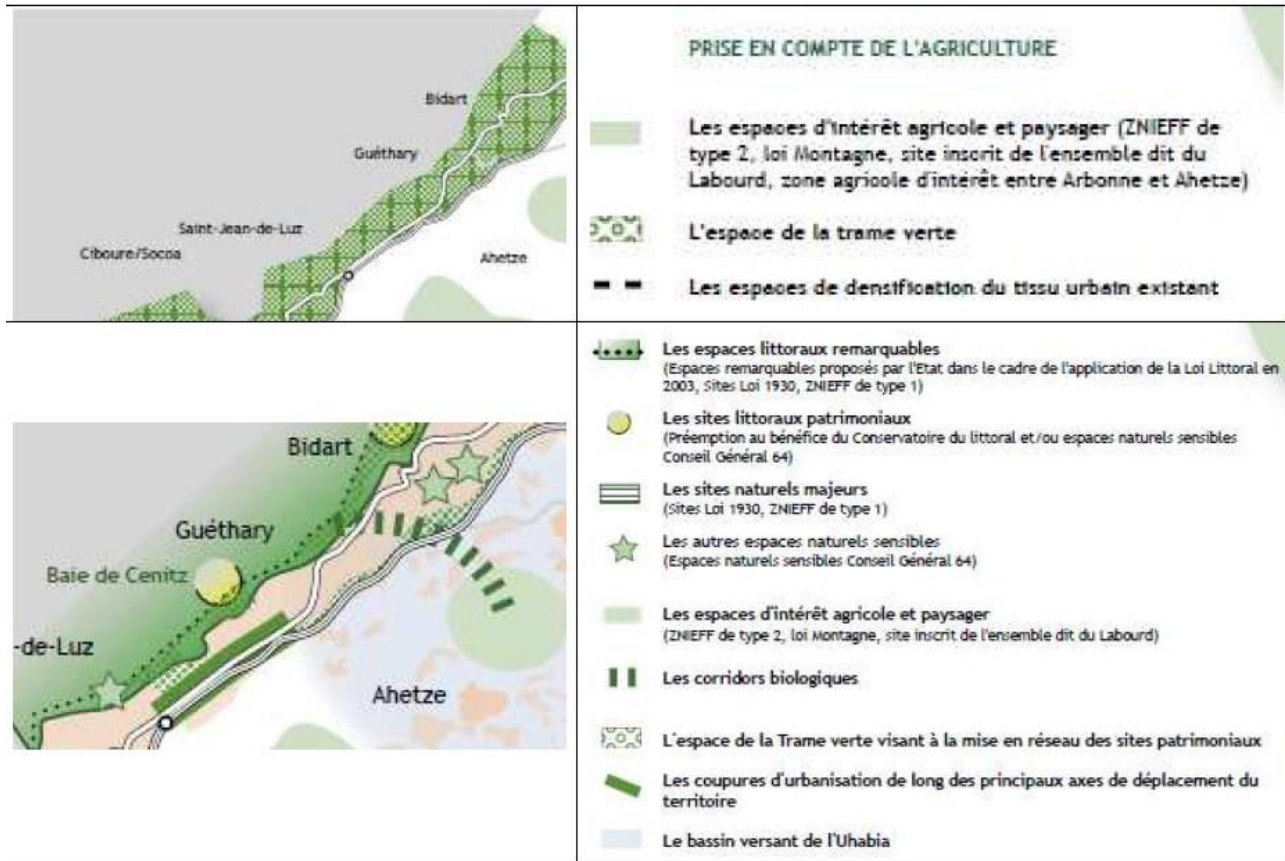 Bidart
Guéthary
Saint-Jean-de-Luz
Ciboure/Socoa
Ahetze
PRISE EN COMPTE DE L'AGRICULTURE
Les espaces d'intérêt agricole et paysager (ZNIEFF de
type 2, loi Montagne, site inscrit de l'ensemble dit du
Labourd, zone agricole d'intérêt entre Arbonne et Ahetze)
L'espace de la trame verte
Les espaces de densification du tissu urbain existant
Bidart
Guéthary
Baie de Cenitz
-de-Luz
Ahetze
Les espaces littoraux remarquables
(Espaces remarquables proposés par l'Etat dans le cadre de l'application de la Loi Littoral en
2003, Sites Loi 1930, ZNIEFF de type 1)
Les sites littoraux patrimoniaux
(Préemption au bénéfice du Conservatoire du littoral et/ou espaces naturels sensibles
Conseil Général 64)
Les sites naturels majeurs
(Sites Loi 1930, ZNIEFF de type 1)
Les autres espaces naturels sensibles
(Espaces naturels sensibles Conseil Général 64)
Les espaces d'intérêt agricole et paysager
(ZNIEFF de type 2, loi Montagne, site inscrit de l'ensemble dit du Labourd)
Les corridors biologiques
L'espace de la Trame verte visant à la mise en réseau des sites patrimoniaux
Les coupures d'urbanisation de long des principaux axes de déplacement du
territoire
Le bassin versant de l'Uhabia